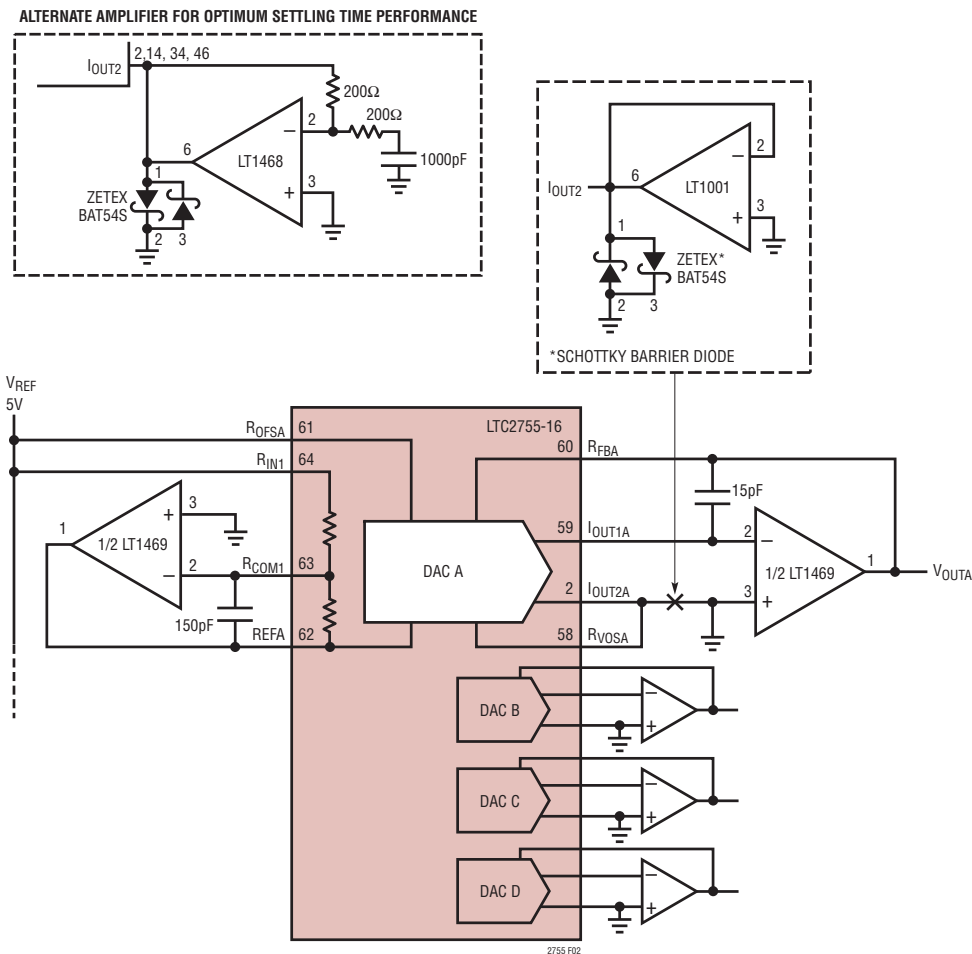 ALTERNATE AMPLIFIER FOR OPTIMUM SETTLING TIME PERFORMANCE
IOUT2
2,14, 34, 46
200Ω
200Ω
2
−
6
LT1468
1000pF
1
3
+
ZETEX
BAT54S
2
3
2
−
6
LT1001
IOUT2
3
+
1
ZETEX*
BAT54S
2
3
*SCHOTTKY BARRIER DIODE
VREF
5V
ROFSA
61
LTC2755-16
60
RFBA
RIN1
64
15pF
3
+
1
1/2 LT1469
59
IOUT1A
2
−
RCOM1
63
2
−
DAC A
1/2 LT1469
1
VOUTA
2
IOUT2A
3
+
150pF
REFA
62
58
RVOSA
DAC B
−
+
DAC C
−
+
DAC D
−
+
2755 F02